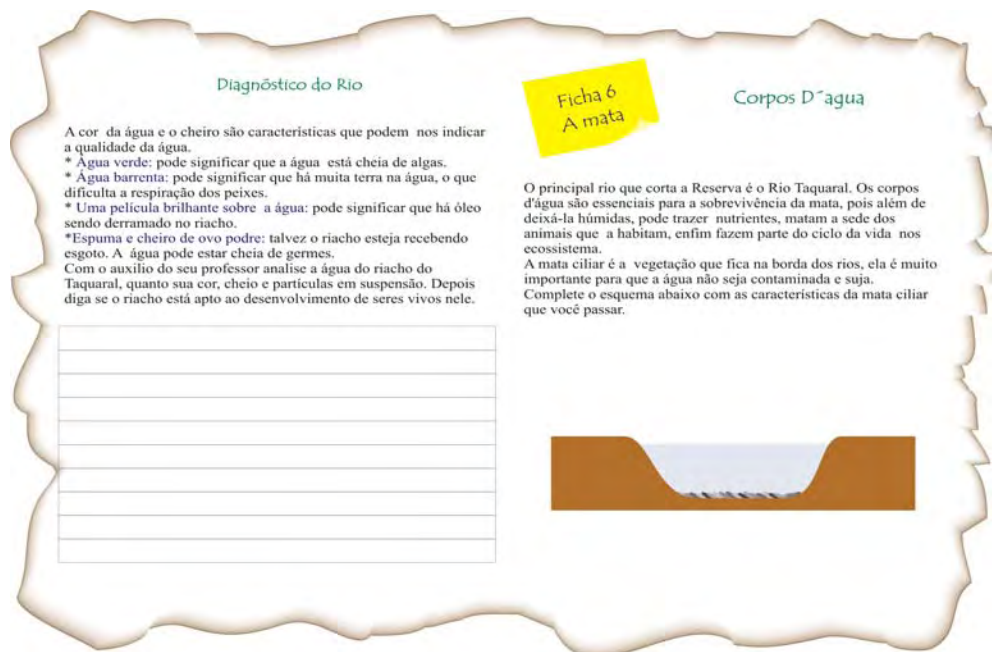 Diagnóstico do Rio
A cor da água e o cheiro são características que podem nos indicar
a qualidade da água.
* Água verde: pode significar que a água está cheia de algas.
* Água barrenta: pode significar que há muita terra na água, o que
dificulta a respiração dos peixes.
* Uma película brilhante sobre a água: pode significar que há óleo
sendo derramado no riacho.
*Espuma e cheiro de ovo podre: talvez o riacho esteja recebendo
esgoto. A água pode estar cheia de germes.
Com o auxilio do seu professor analise a água do riacho do
Taquaral, quanto sua cor, cheio e partículas em suspensão. Depois
diga se o riacho está apto ao desenvolvimento de seres vivos nele.
Ficha 6
A mata
Corpos D´agua
O principal rio que corta a Reserva é o Rio Taquaral. Os corpos
d'água são essenciais para a sobrevivência da mata, pois além de
deixá-la húmidas, pode trazer nutrientes, matam a sede dos
animais que a habitam, enfim fazem parte do ciclo da vida nos
ecossistema.
A mata ciliar é a vegetação que fica na borda dos rios, ela é muito
importante para que a água não seja contaminada e suja.
Complete o esquema abaixo com as características da mata ciliar
que você passar.